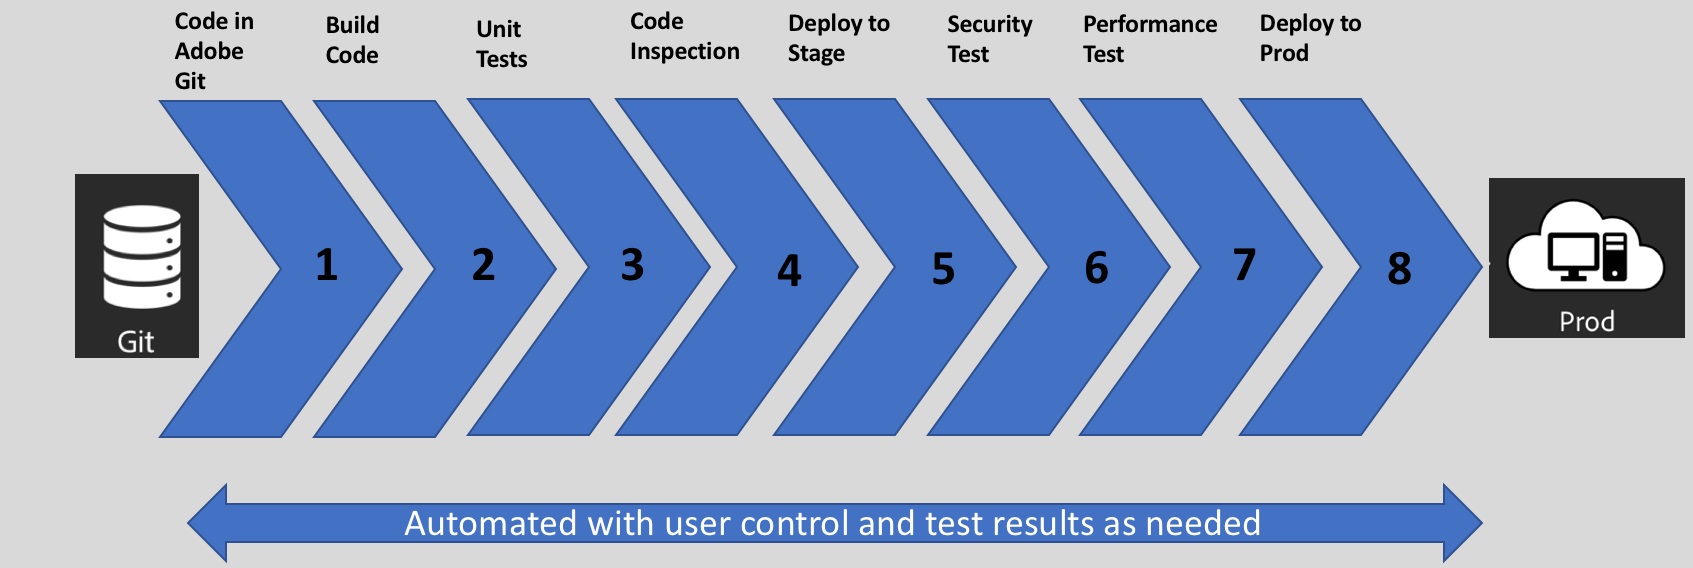 Code in
Adobe
Git
Build
Code
Unit
Tests
Code
Inspection
Deploy to
Stage
Security
Test
Performance
Test
Deploy to
Prod
1
2
3
4
5
6
7
8
Git
Prod
Automated with user control and test results as needed